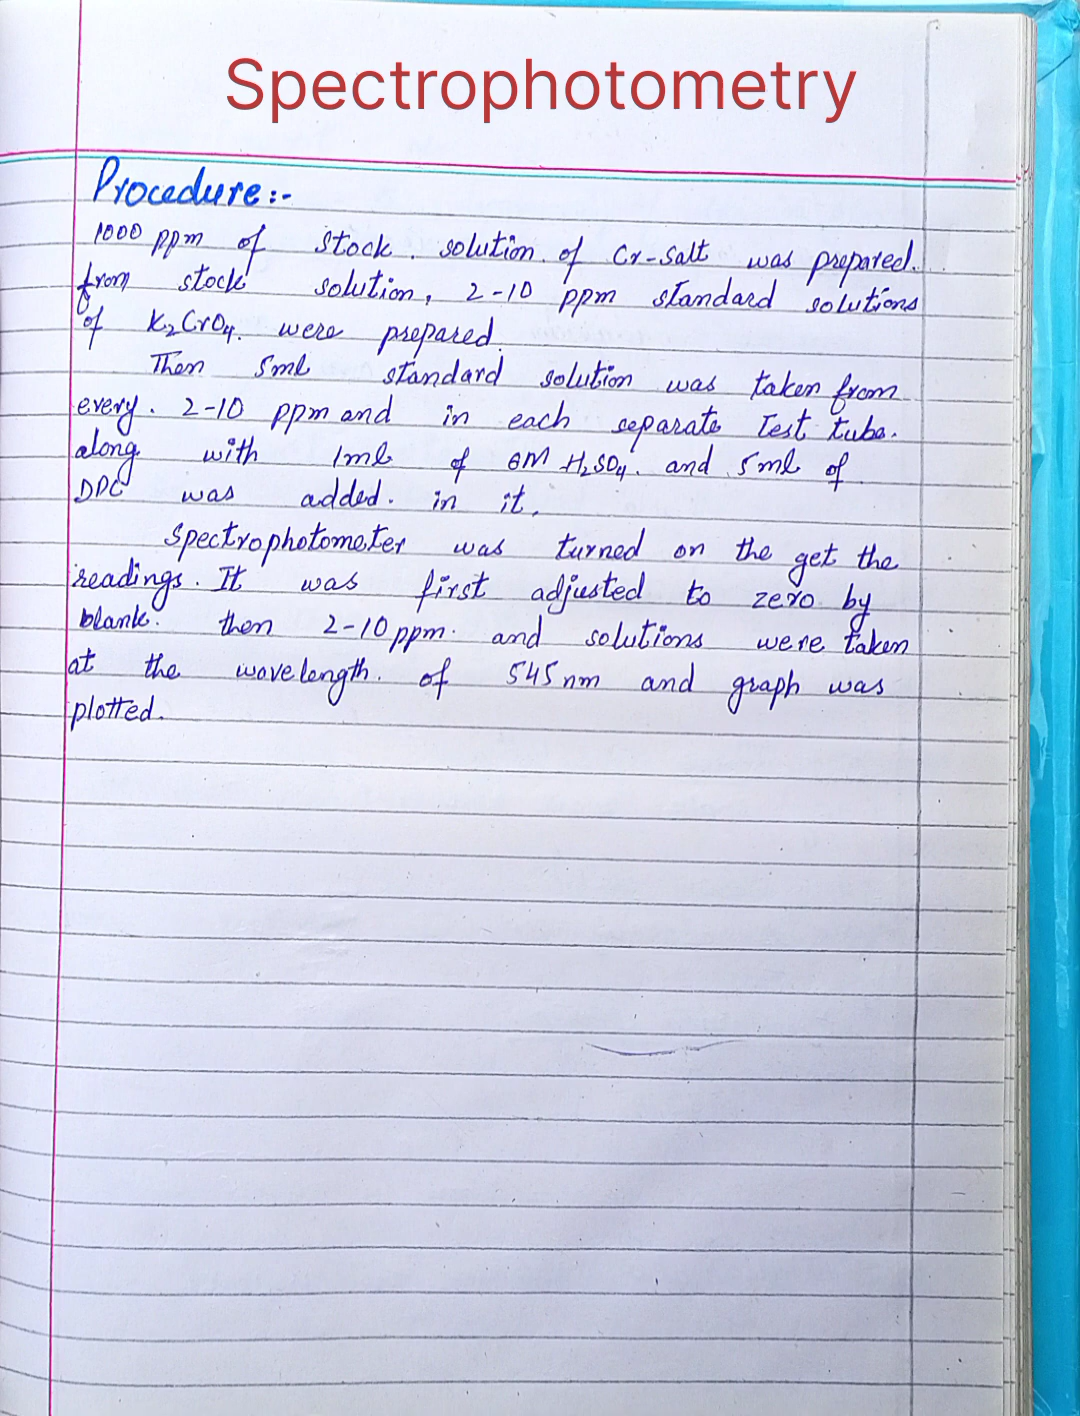 Spectrophotometry
Procedure:-
1000 ppm of stock. solution. of Cr-salt was prepared.
from stock solution, 2-10 ppm standard solutions
of K₂CrO₄. were prepared.
Then 5ml standard solution was taken from
every. 2-10 ppm and in each separate Test tube.
along with 1ml of 6M H₂SO₄. and 5ml of
DPC was added. in it.
Spectrophotometer was turned on the get the
readings. It was first adjusted to zero by
blank. then 2-10 ppm. and solutions were taken
at the wavelength. of 545 nm and graph was
plotted.